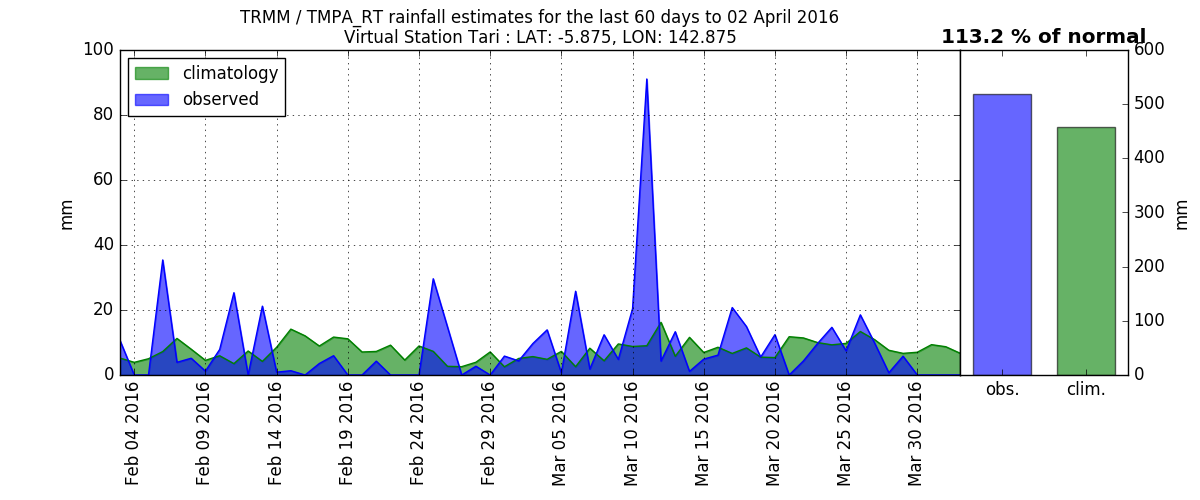 TRMM / TMPA_RT rainfall estimates for the last 60 days to 02 April 2016
Virtual Station Tari : LAT: -5.875, LON: 142.875
113.2 % of normal
climatology
observed
100
80
60
40
20
0
mm
Feb 04 2016
Feb 09 2016
Feb 14 2016
Feb 19 2016
Feb 24 2016
Feb 29 2016
Mar 05 2016
Mar 10 2016
Mar 15 2016
Mar 20 2016
Mar 25 2016
Mar 30 2016
600
500
400
300
200
100
0
mm
obs.
clim.